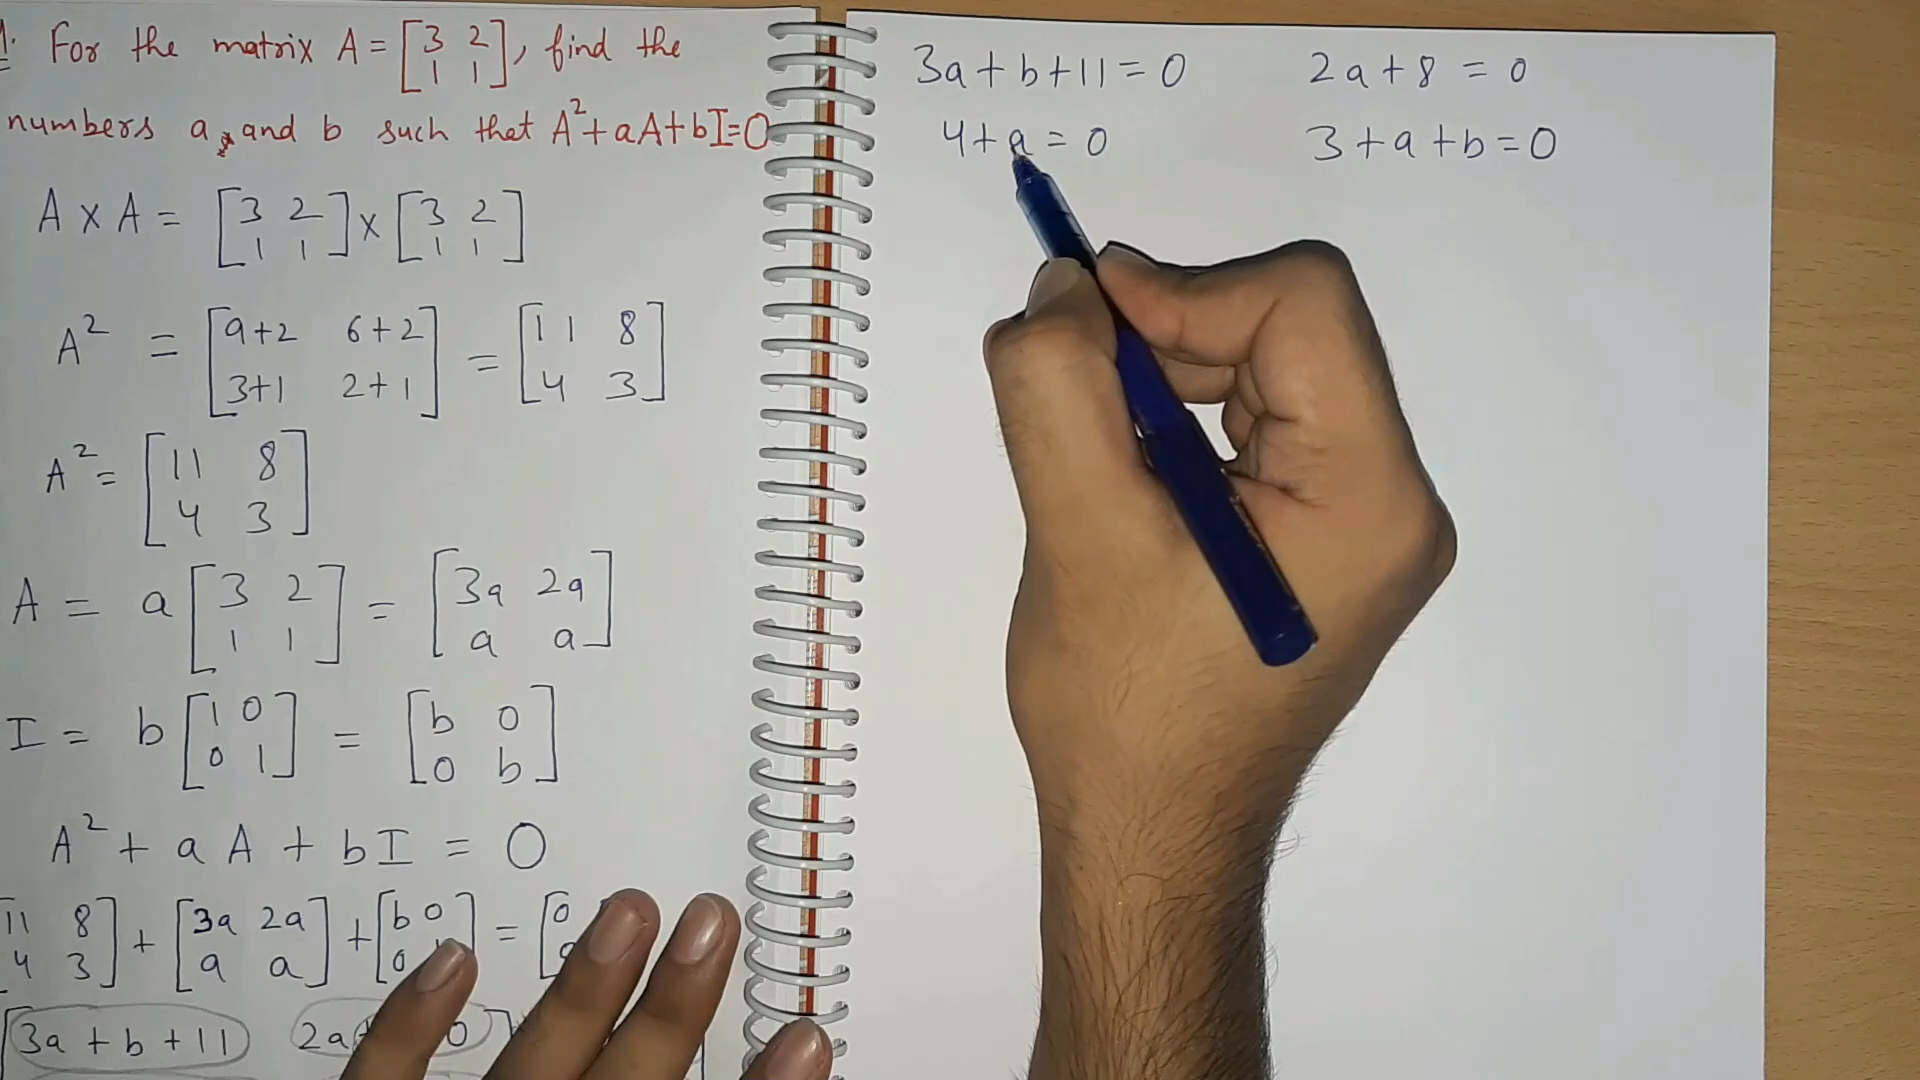 For the matrix A = [3 2], find the
1 1
numbers a, and b such that A²+aA+bI=0
A × A = [3 2] × [3 2]
1 1 1 1
A² = [9+2 6+2] = [11 8]
3+1 2+1 4 3
A² = [11 8]
4 3
A = a [3 2] = [3a 2a]
1 1 a a
I = b [1 0] = [b 0]
0 1 0 b
A² + aA + bI = 0
[11 8] + [3a 2a] + [b 0] = [0
4 3 a a 0
3a + b + 11 2a 0
3a + b + 11 = 0
4 + a = 0
2a + 8 = 0
3 + a + b = 0